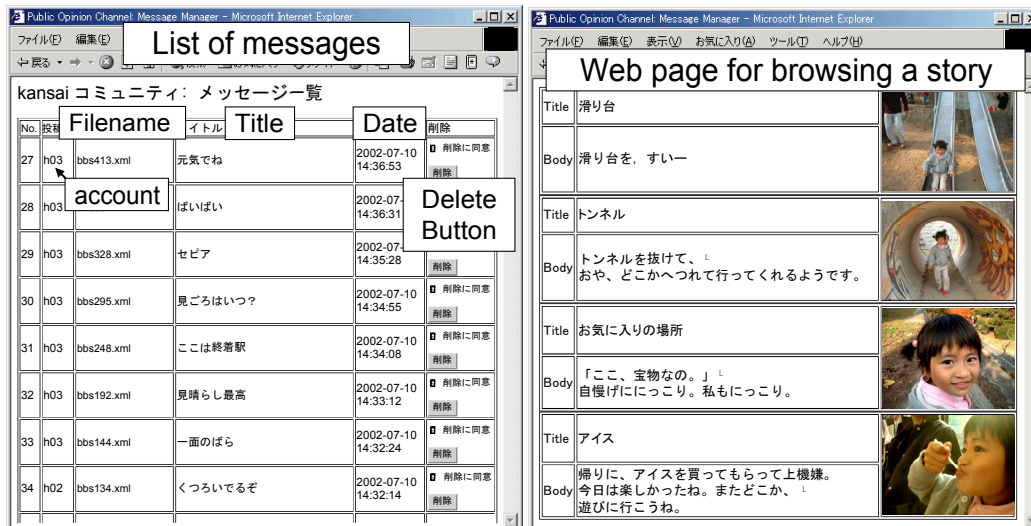 Public Opinion Channel: Message Manager - Microsoft Internet Explorer
ファイル(F) 編集(E)
List of messages
戻る
kansai コミュニティ: メッセージ一覧
No. Filename イトル Title Date 削除
27 h03 bbs413.xml 元気でね 2002-07-10 14:36:53 削除に同意 削除
account
Delete Button
28 h03 ばいばい 2002-07- 14:36:31
29 h03 bbs328.xml セピア 2002-07- 14:35:28 削除
30 h03 bbs295.xml 見ごろはいつ? 2002-07-10 14:34:55 削除に同意 削除
31 h03 bbs248.xml ここは終着駅 2002-07-10 14:34:08 削除に同意 削除
32 h03 bbs192.xml 見晴らし最高 2002-07-10 14:33:12 削除に同意 削除
33 h03 bbs144.xml 一面のばら 2002-07-10 14:32:24 削除に同意 削除
34 h02 bbs134.xml くつろいでるぞ 2002-07-10 14:32:14 削除に同意 削除
Public Opinion Channel: Message Manager - Microsoft Internet Explorer
ファイル(F) 編集(E) 表示(V) お気に入り(A) ツール(T) ヘルプ(H)
Web page for browsing a story
Title 滑り台
Body 滑り台を, すいー
Title トンネル
Body トンネルを抜けて、
おや、どこかへつれて行ってくれるようです。
Title お気に入りの場所
Body 「ここ、宝物なの。」
自慢げににっこり。私もにっこり。
Title アイス
Body 帰りに、アイスを買ってもらって上機嫌。
今日は楽しかったね。またどこか、
遊びに行こうね。